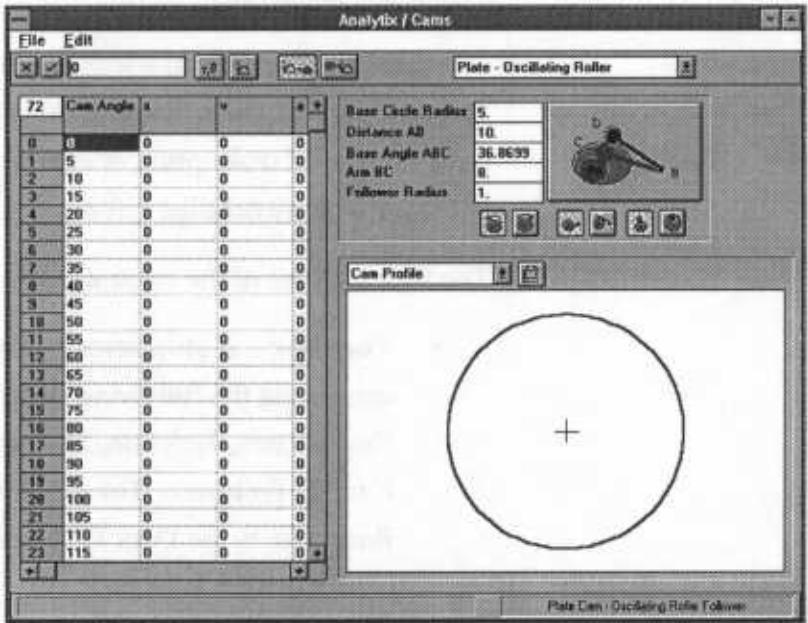 Analytix / Cams
File Edit
0
Plate - Oscillating Roller
72 Cam Angle s v a
0 0 0 0 0
1 5 0 0 0
2 10 0 0 0
3 15 0 0 0
4 20 0 0 0
5 25 0 0 0
6 30 0 0 0
7 35 0 0 0
8 40 0 0 0
9 45 0 0 0
10 50 0 0 0
11 55 0 0 0
12 60 0 0 0
13 65 0 0 0
14 70 0 0 0
15 75 0 0 0
16 80 0 0 0
17 85 0 0 0
18 90 0 0 0
19 95 0 0 0
20 100 0 0 0
21 105 0 0 0
22 110 0 0 0
23 115 0 0 0
Base Circle Radius 5.
Distance AB 10.
Base Angle ABC 36.8699
Arm BC 8.
Follower Radius 1.
D
C
B
Cam Profile
Plate Cam - Oscillating Roller Follower